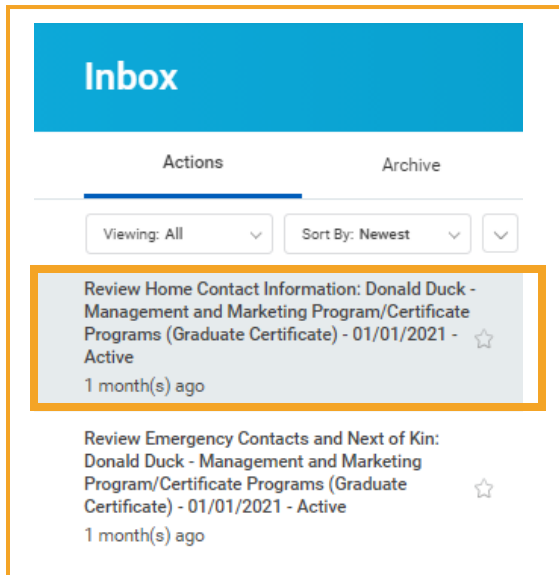 Inbox
Actions
Archive
Viewing: All
Sort By: Newest
Review Home Contact Information: Donald Duck -
Management and Marketing Program/Certificate
Programs (Graduate Certificate) - 01/01/2021 -
Active
1 month(s) ago
Review Emergency Contacts and Next of Kin:
Donald Duck - Management and Marketing
Program/Certificate Programs (Graduate
Certificate) - 01/01/2021 - Active
1 month(s) ago